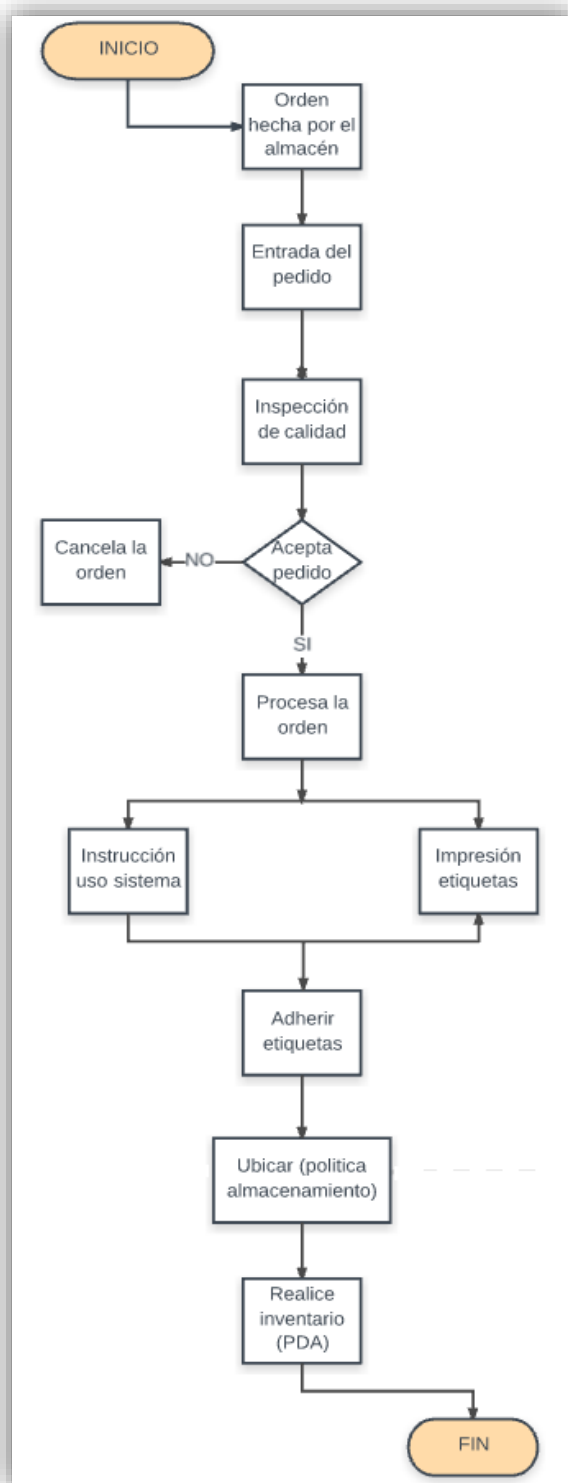 INICIO
Orden
hecha por el
almacén
Entrada del
pedido
Inspección
de calidad
Cancela la
orden
NO
Acepta
pedido
SI
Procesa la
orden
Instrucción
uso sistema
Impresión
etiquetas
Adherir
etiquetas
Ubicar (politica
almacenamiento)
Realice
inventario
(PDA)
FIN